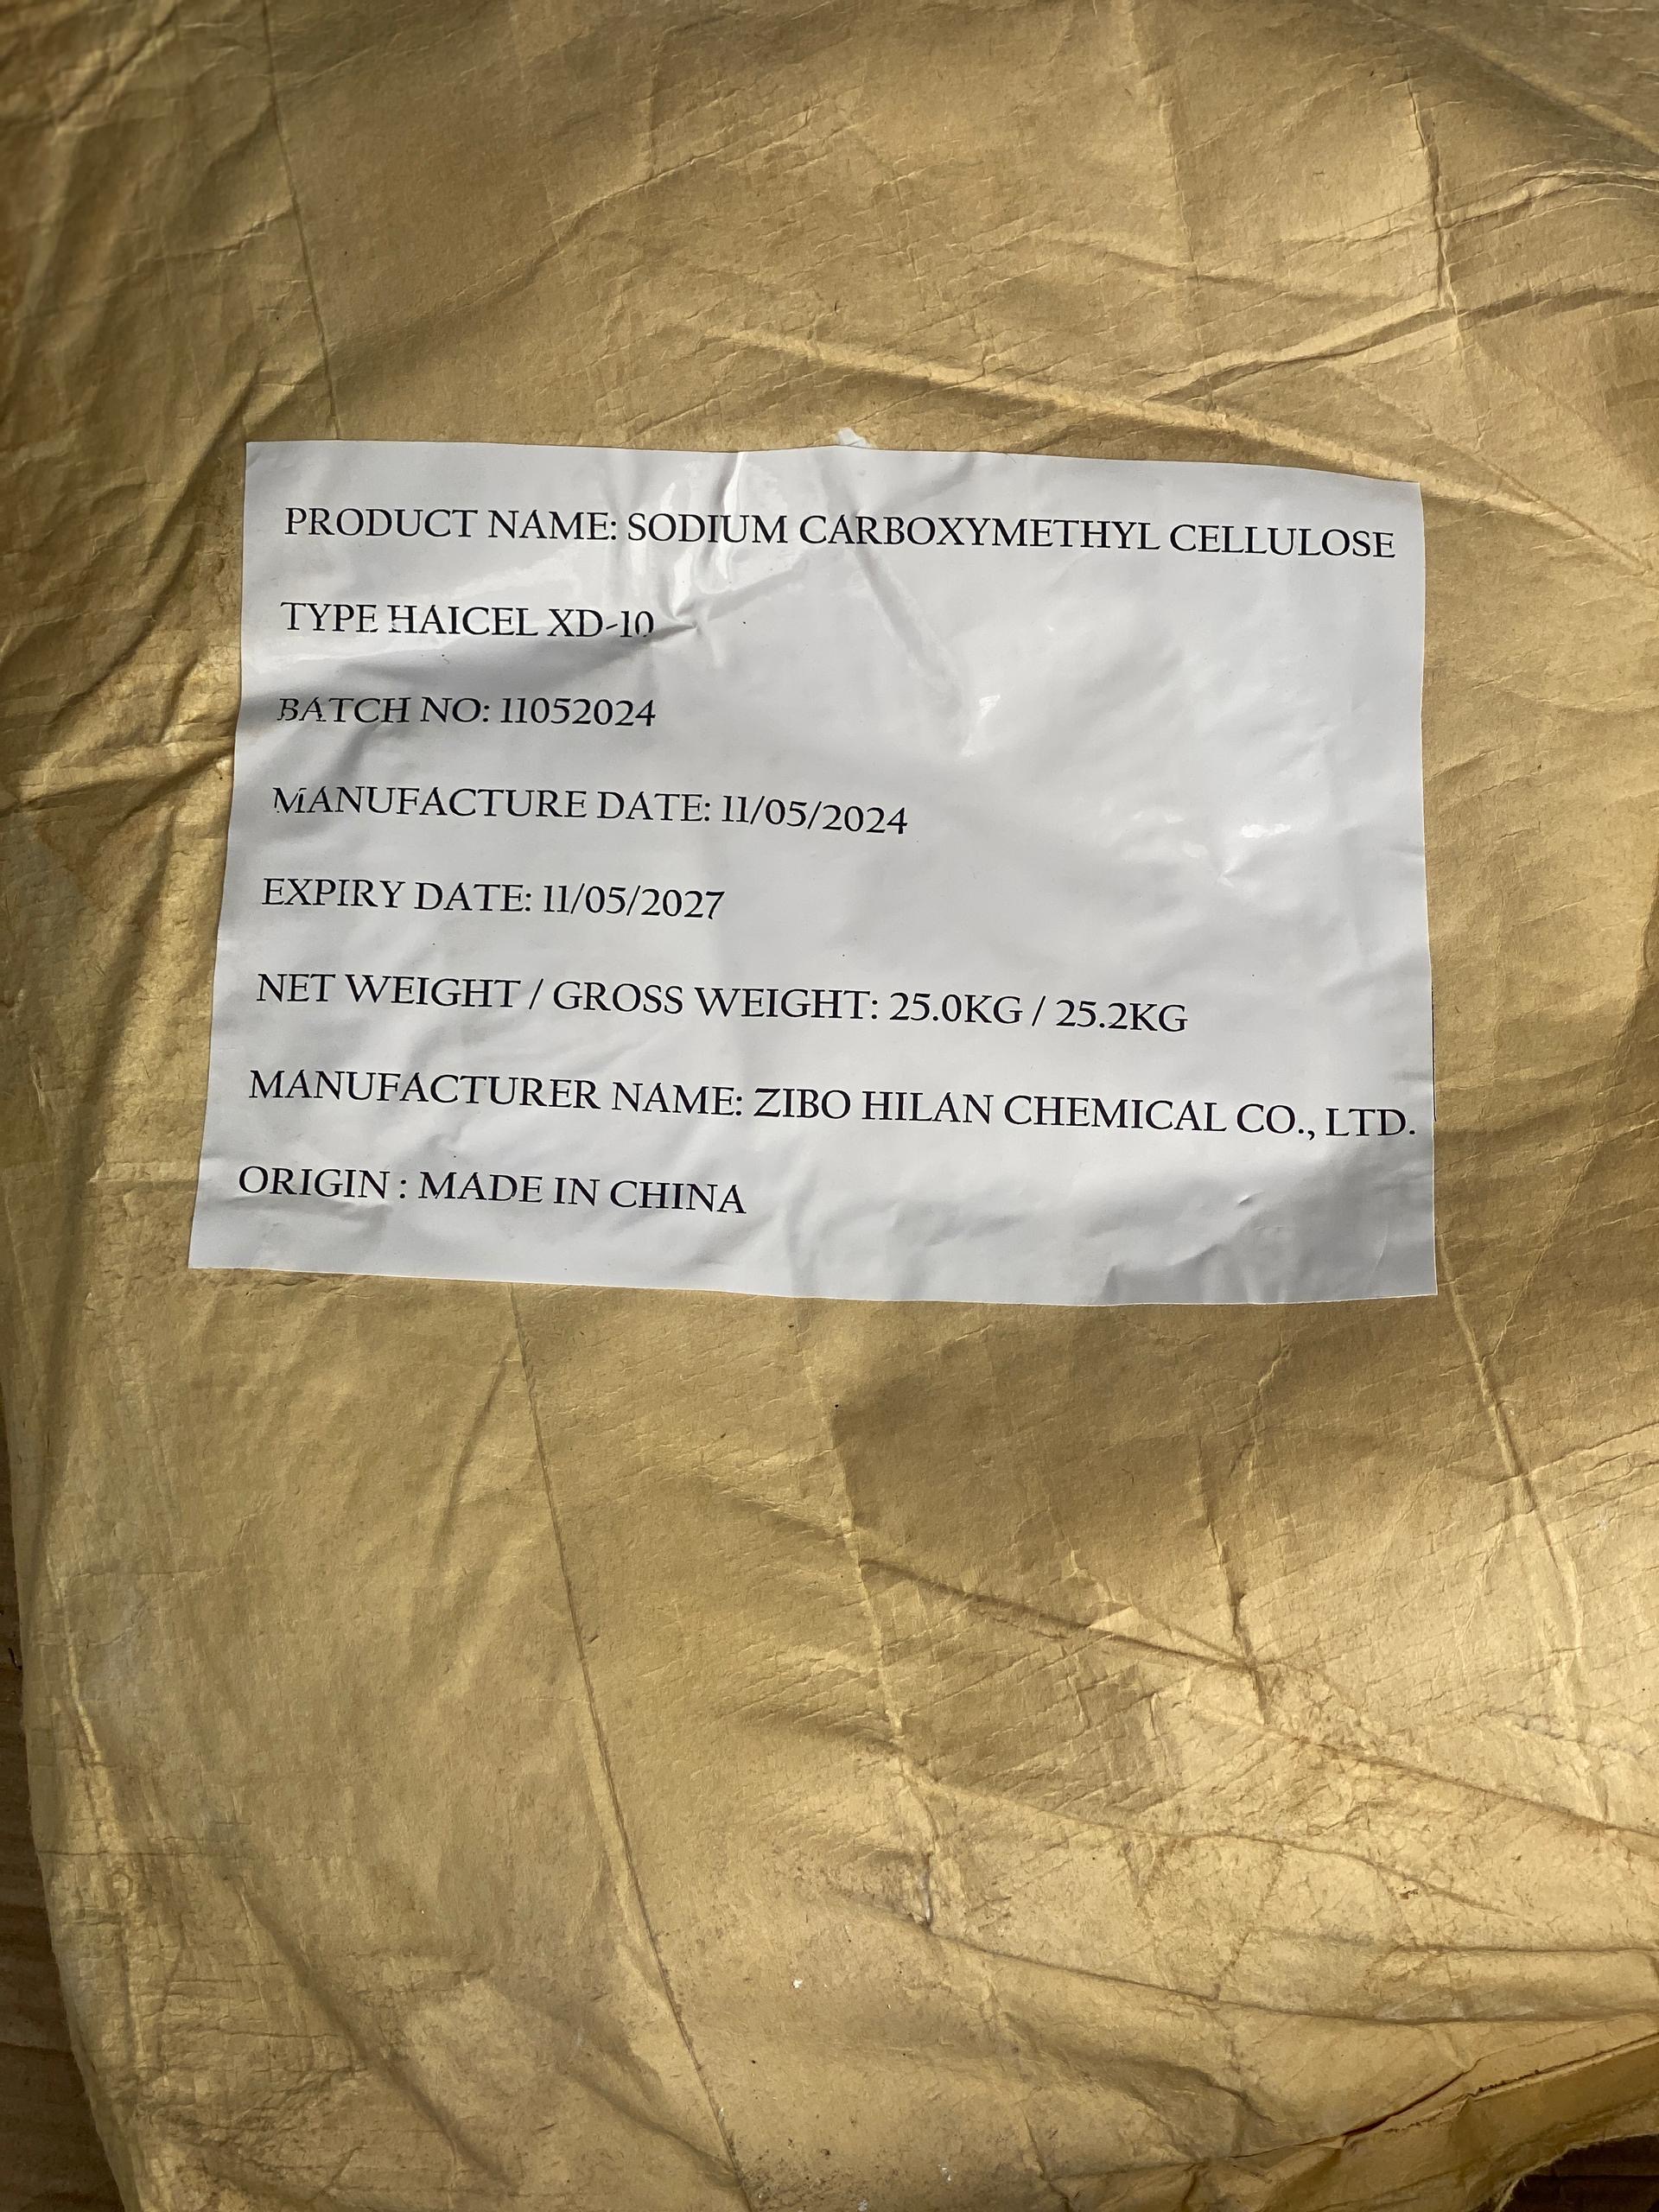 PRODUCT NAME: SODIUM CARBOXYMETHYL CELLULOSE
TYPE HAICEL XD-10
BATCH NO: 11052024
MANUFACTURE DATE: 11/05/2024
EXPIRY DATE: 11/05/2027
NET WEIGHT / GROSS WEIGHT: 25.0KG / 25.2KG
MANUFACTURER NAME: ZIBO HILAN CHEMICAL CO., LTD.
ORIGIN : MADE IN CHINA